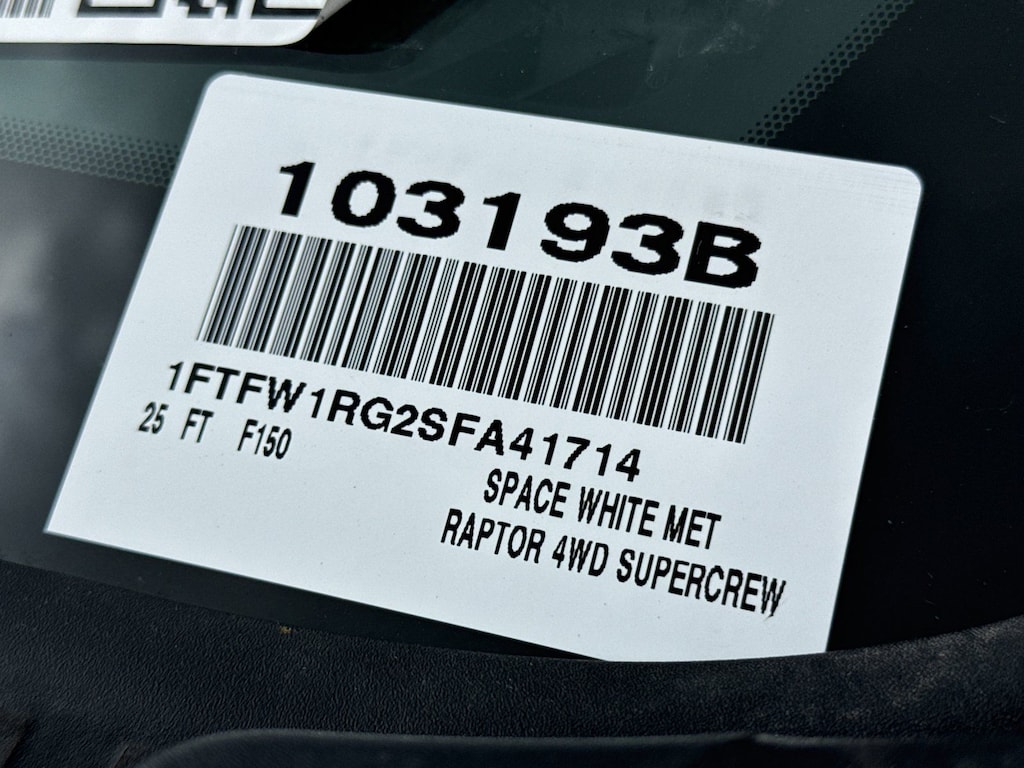 103193B
1FTFW1RG2SFA41714
25 FT F150
SPACE WHITE MET
RAPTOR 4WD SUPERCREW